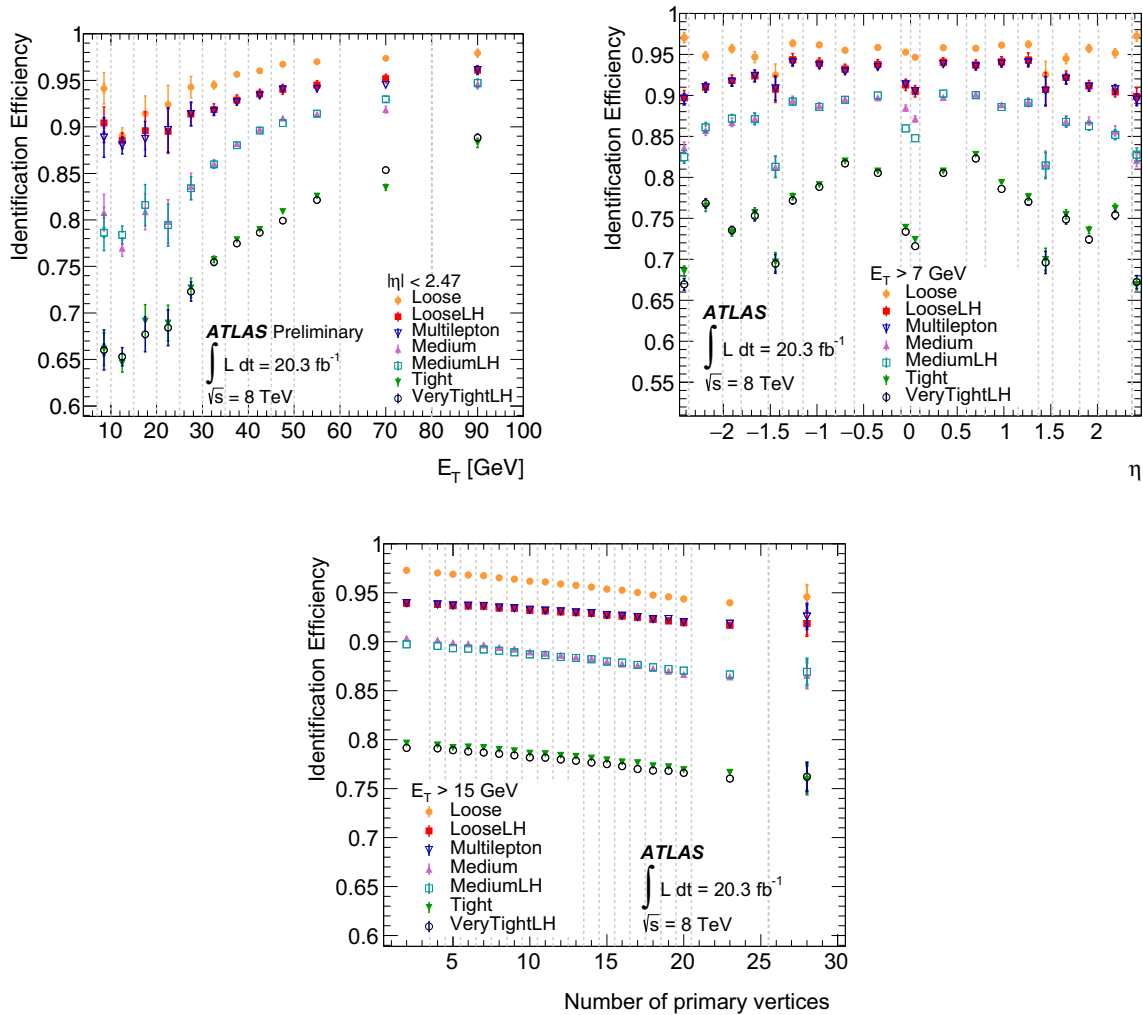 Identification Efficiency
1
0.95
0.9
0.85
0.8
0.75
0.7
0.65
0.6
|η| < 2.47
Loose
LooseLH
Multilepton
Medium
MediumLH
Tight
VeryTightLH
ATLAS Preliminary
∫ L dt = 20.3 fb⁻¹
√s = 8 TeV
10 20 30 40 50 60 70 80 90 100
E_T [GeV]
Identification Efficiency
1
0.95
0.9
0.85
0.8
0.75
0.7
0.65
0.6
0.55
E_T > 7 GeV
Loose
LooseLH
Multilepton
Medium
MediumLH
Tight
VeryTightLH
ATLAS
∫ L dt = 20.3 fb⁻¹
√s = 8 TeV
−2 −1.5 −1 −0.5 0 0.5 1 1.5 2
η
Identification Efficiency
1
0.95
0.9
0.85
0.8
0.75
0.7
0.65
0.6
E_T > 15 GeV
Loose
LooseLH
Multilepton
Medium
MediumLH
Tight
VeryTightLH
ATLAS
∫ L dt = 20.3 fb⁻¹
√s = 8 TeV
5 10 15 20 25 30
Number of primary vertices